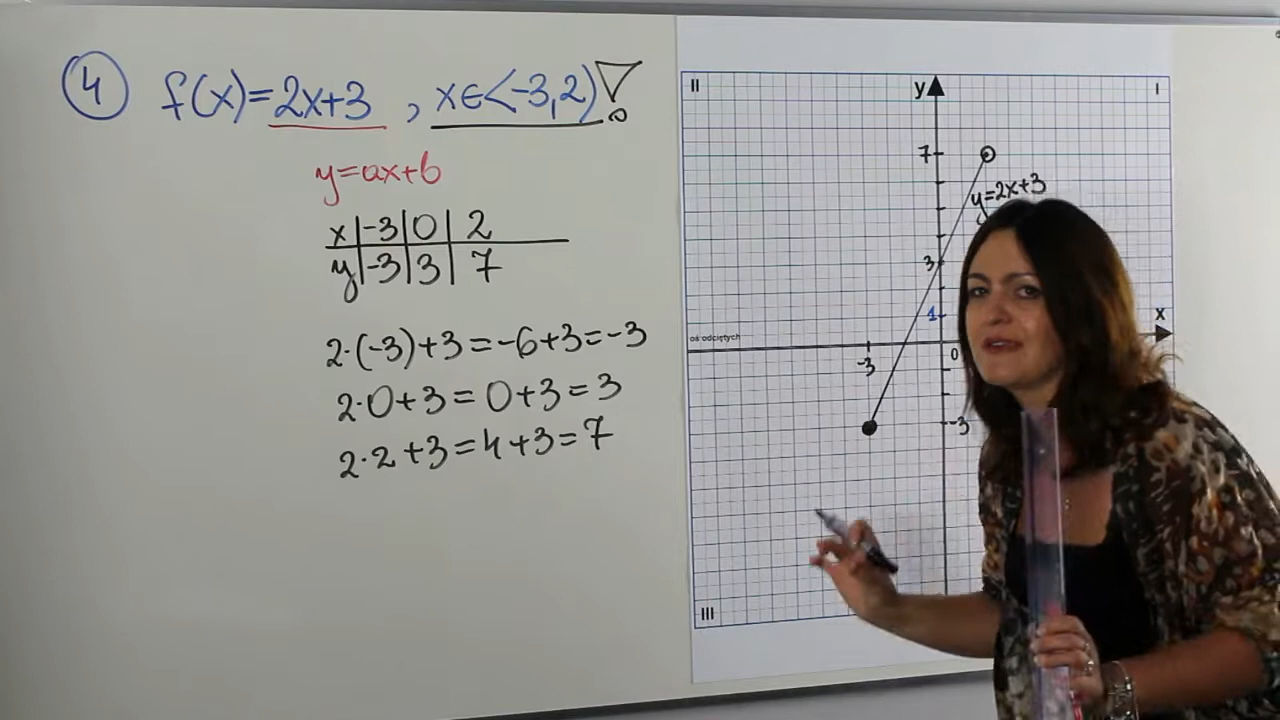 4 f(x)=2x+3 , x∈<-3,2) !
y=ax+b
x | -3 | 0 | 2
y | -3 | 3 | 7
2·(-3)+3=-6+3=-3
2·0+3=0+3=3
2·2+3=4+3=7
II
y
I
7
y=2x+3
3
1
x
oś odciętych
-3
0
-3
III